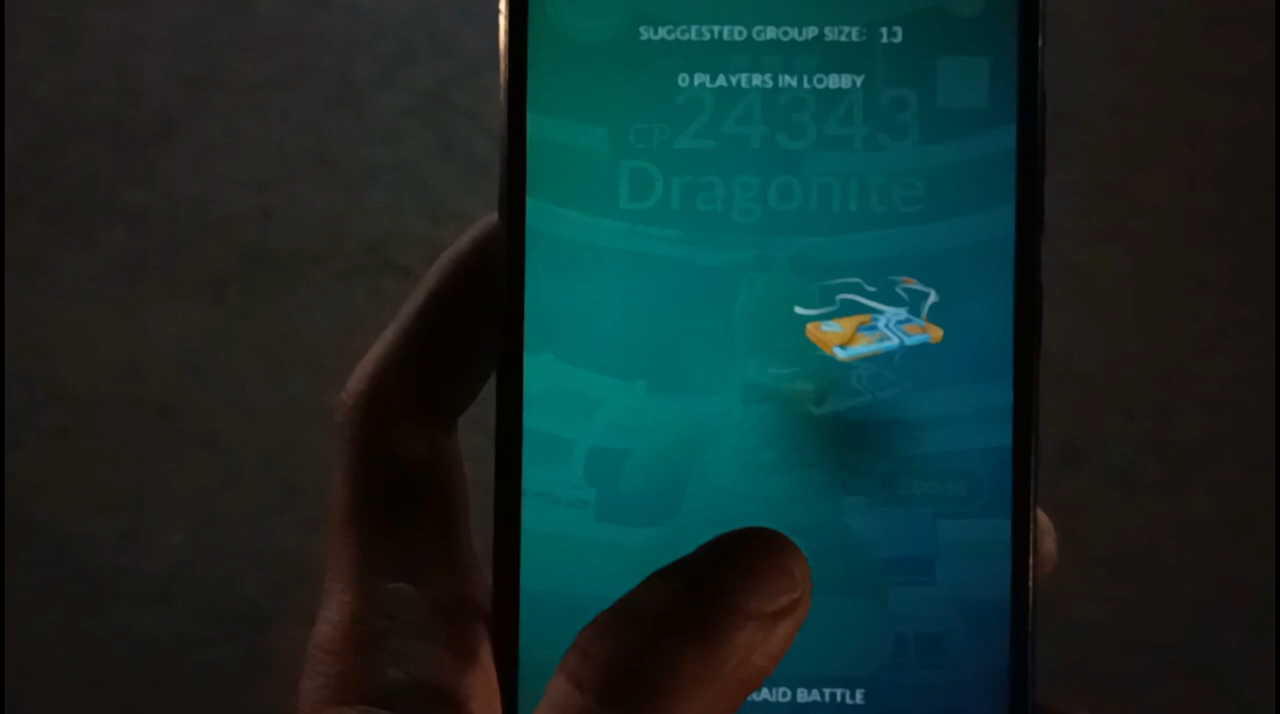 SUGGESTED GROUP SIZE: 13
0 PLAYERS IN LOBBY
CP24343
Dragonite
RAID BATTLE